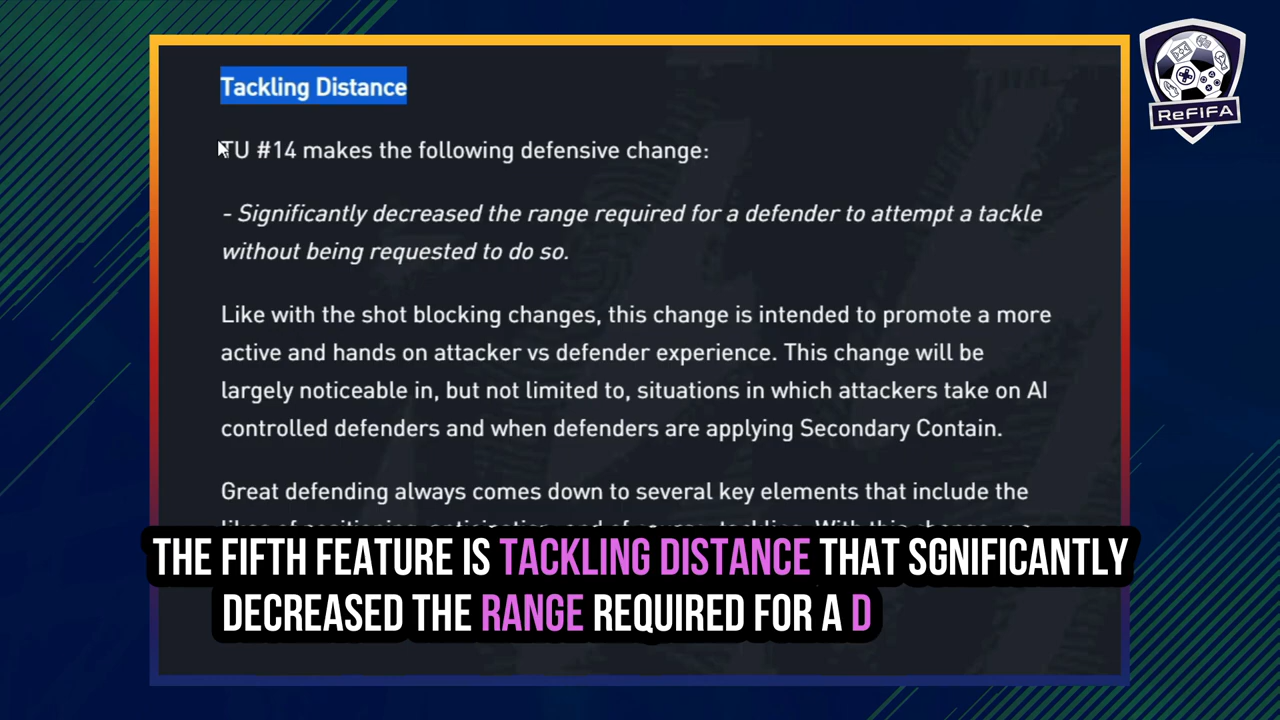 Tackling Distance
ReFIFA
TU #14 makes the following defensive change:
- Significantly decreased the range required for a defender to attempt a tackle
without being requested to do so.
Like with the shot blocking changes, this change is intended to promote a more
active and hands on attacker vs defender experience. This change will be
largely noticeable in, but not limited to, situations in which attackers take on AI
controlled defenders and when defenders are applying Secondary Contain.
Great defending always comes down to several key elements that include the
THE FIFTH FEATURE IS TACKLING DISTANCE THAT SGNIFICANTLY
DECREASED THE RANGE REQUIRED FOR A D